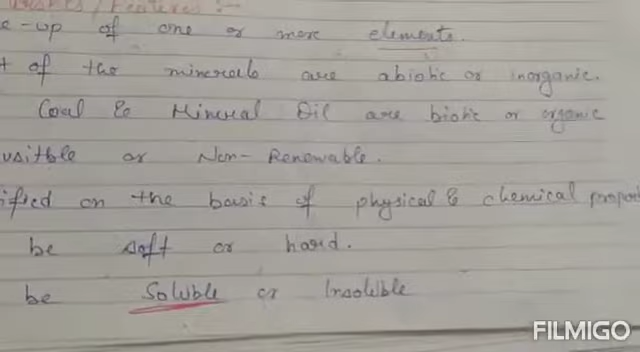 / Features :-
e-up of one or more elements.
t of the minerals are abiotic or inorganic.
Coal & Mineral Oil are biotic or organic
or Non-Renewable.
ified on the basis of physical & chemical propert
be soft or hard.
be Soluble or Insoluble
FILMIGO